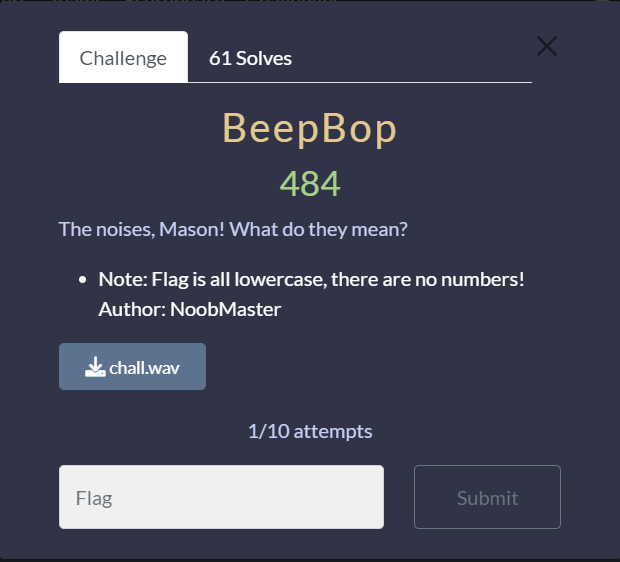 Challenge
61 Solves
BeepBop
484
The noises, Mason! What do they mean?
• Note: Flag is all lowercase, there are no numbers!
Author: NoobMaster
chall.wav
1/10 attempts
Flag
Submit